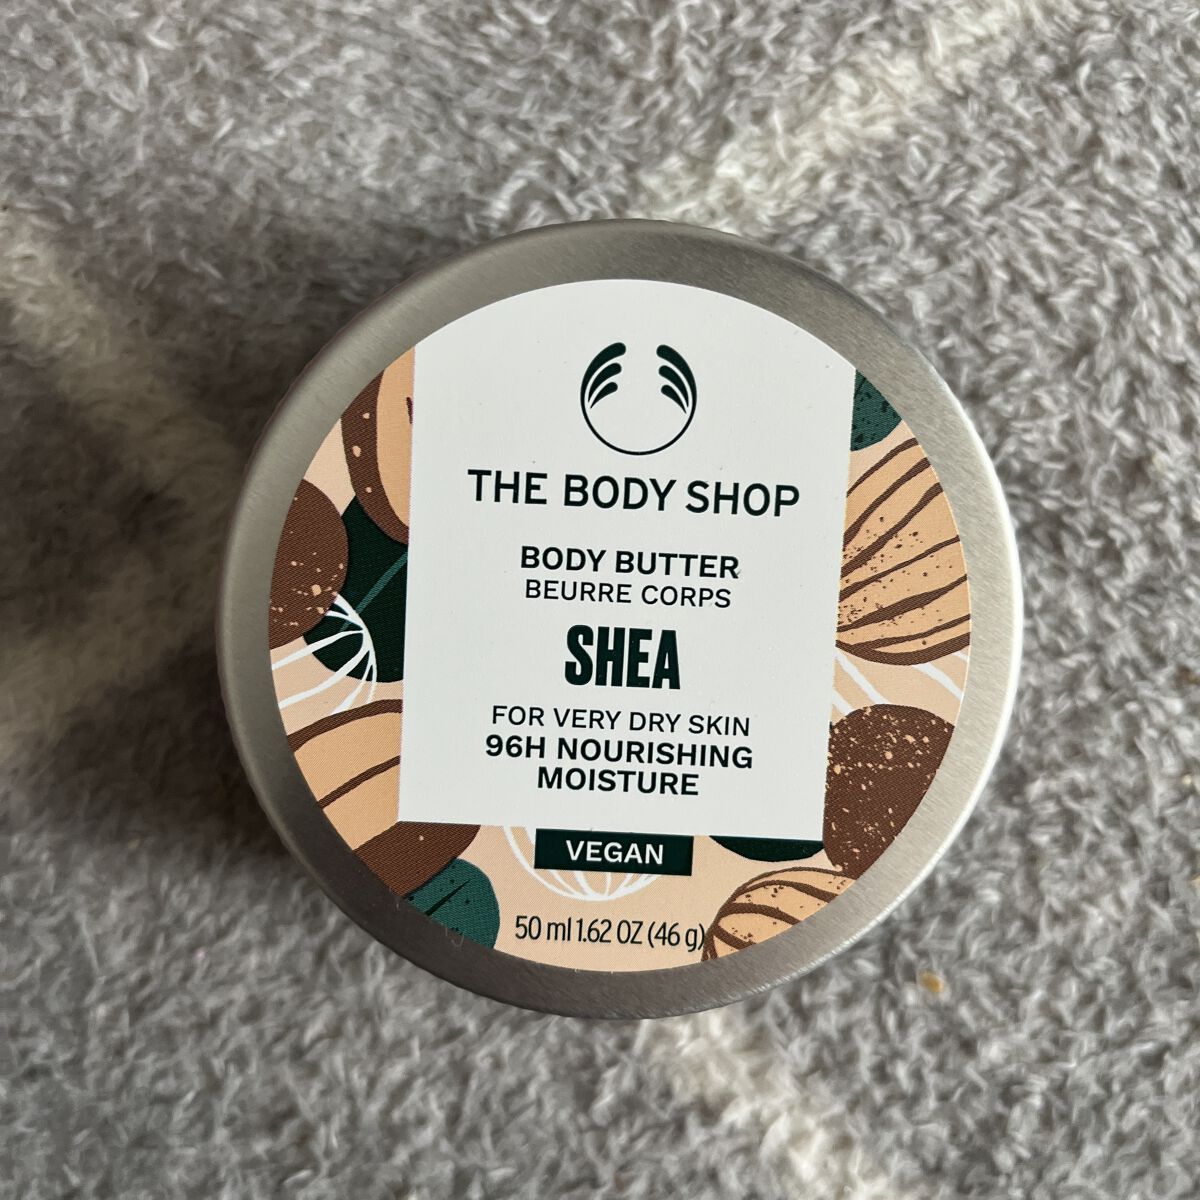 THE BODY SHOP
BODY BUTTER
BEURRE CORPS
SHEA
FOR VERY DRY SKIN
96H NOURISHING
MOISTURE
VEGAN
50 ml 1.62 OZ (46 g)